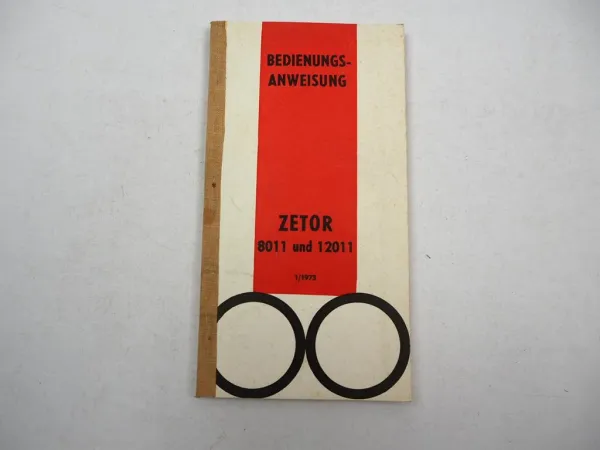 BEDIENUNGS-
ANWEISUNG
ZETOR
8011 und 12011
1/1972